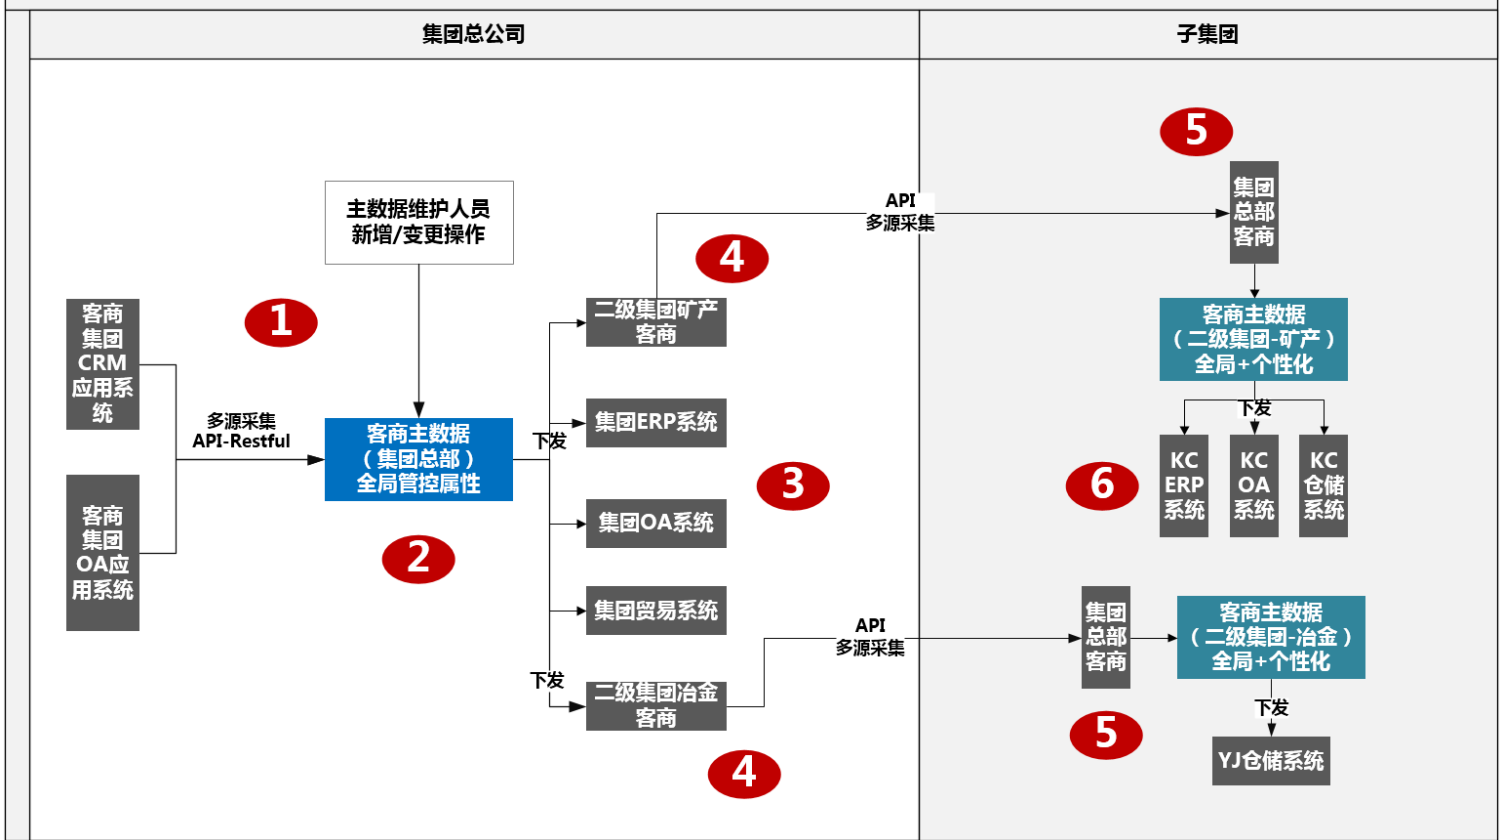 集团总公司
子集团
主数据维护人员
新增/变更操作
客商
集团
CRM
应用系
统
客商
集团
OA应
用系统
1
多源采集
API-Restful
客商主数据
（集团总部）
全局管控属性
2
下发
下发
二级集团矿产
客商
集团ERP系统
集团OA系统
集团贸易系统
二级集团冶金
客商
3
4
4
API
多源采集
API
多源采集
5
集团
总部
客商
客商主数据
（二级集团-矿产）
全局+个性化
下发
6
KC
ERP
系统
KC
OA
系统
KC
仓储
系统
集团
总部
客商
5
客商主数据
（二级集团-冶金）
全局+个性化
下发
YJ仓储系统